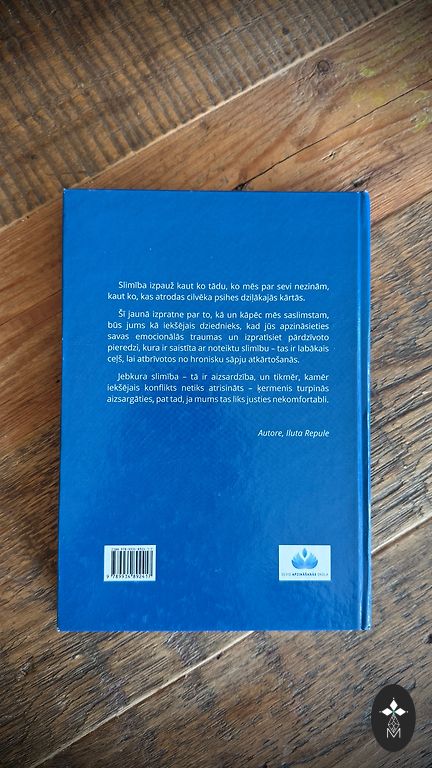 Slimība izpauž kaut ko tādu, ko mēs par sevi nezinām,
kaut ko, kas atrodas cilvēka psihes dziļākajās kārtās.
Šī jaunā izpratne par to, kā un kāpēc mēs saslimstam,
būs jums kā iekšējais dziednieks, kad jūs apzināsieties
savas emocionālās traumas un izpratīsiet pārdzīvoto
pieredzi, kura ir saistīta ar noteiktu slimību – tas ir labākais
ceļš, lai atbrīvotos no hronisku sāpju atkārtošanās.
Jebkura slimība – tā ir aizsardzība, un tikmēr, kamēr
iekšējais konflikts netiks atrisināts – ķermenis turpinās
aizsargāties, pat tad, ja mums tas liks justies nekomfortabli.
Autore, Iluta Repule
9 789934 892417
M